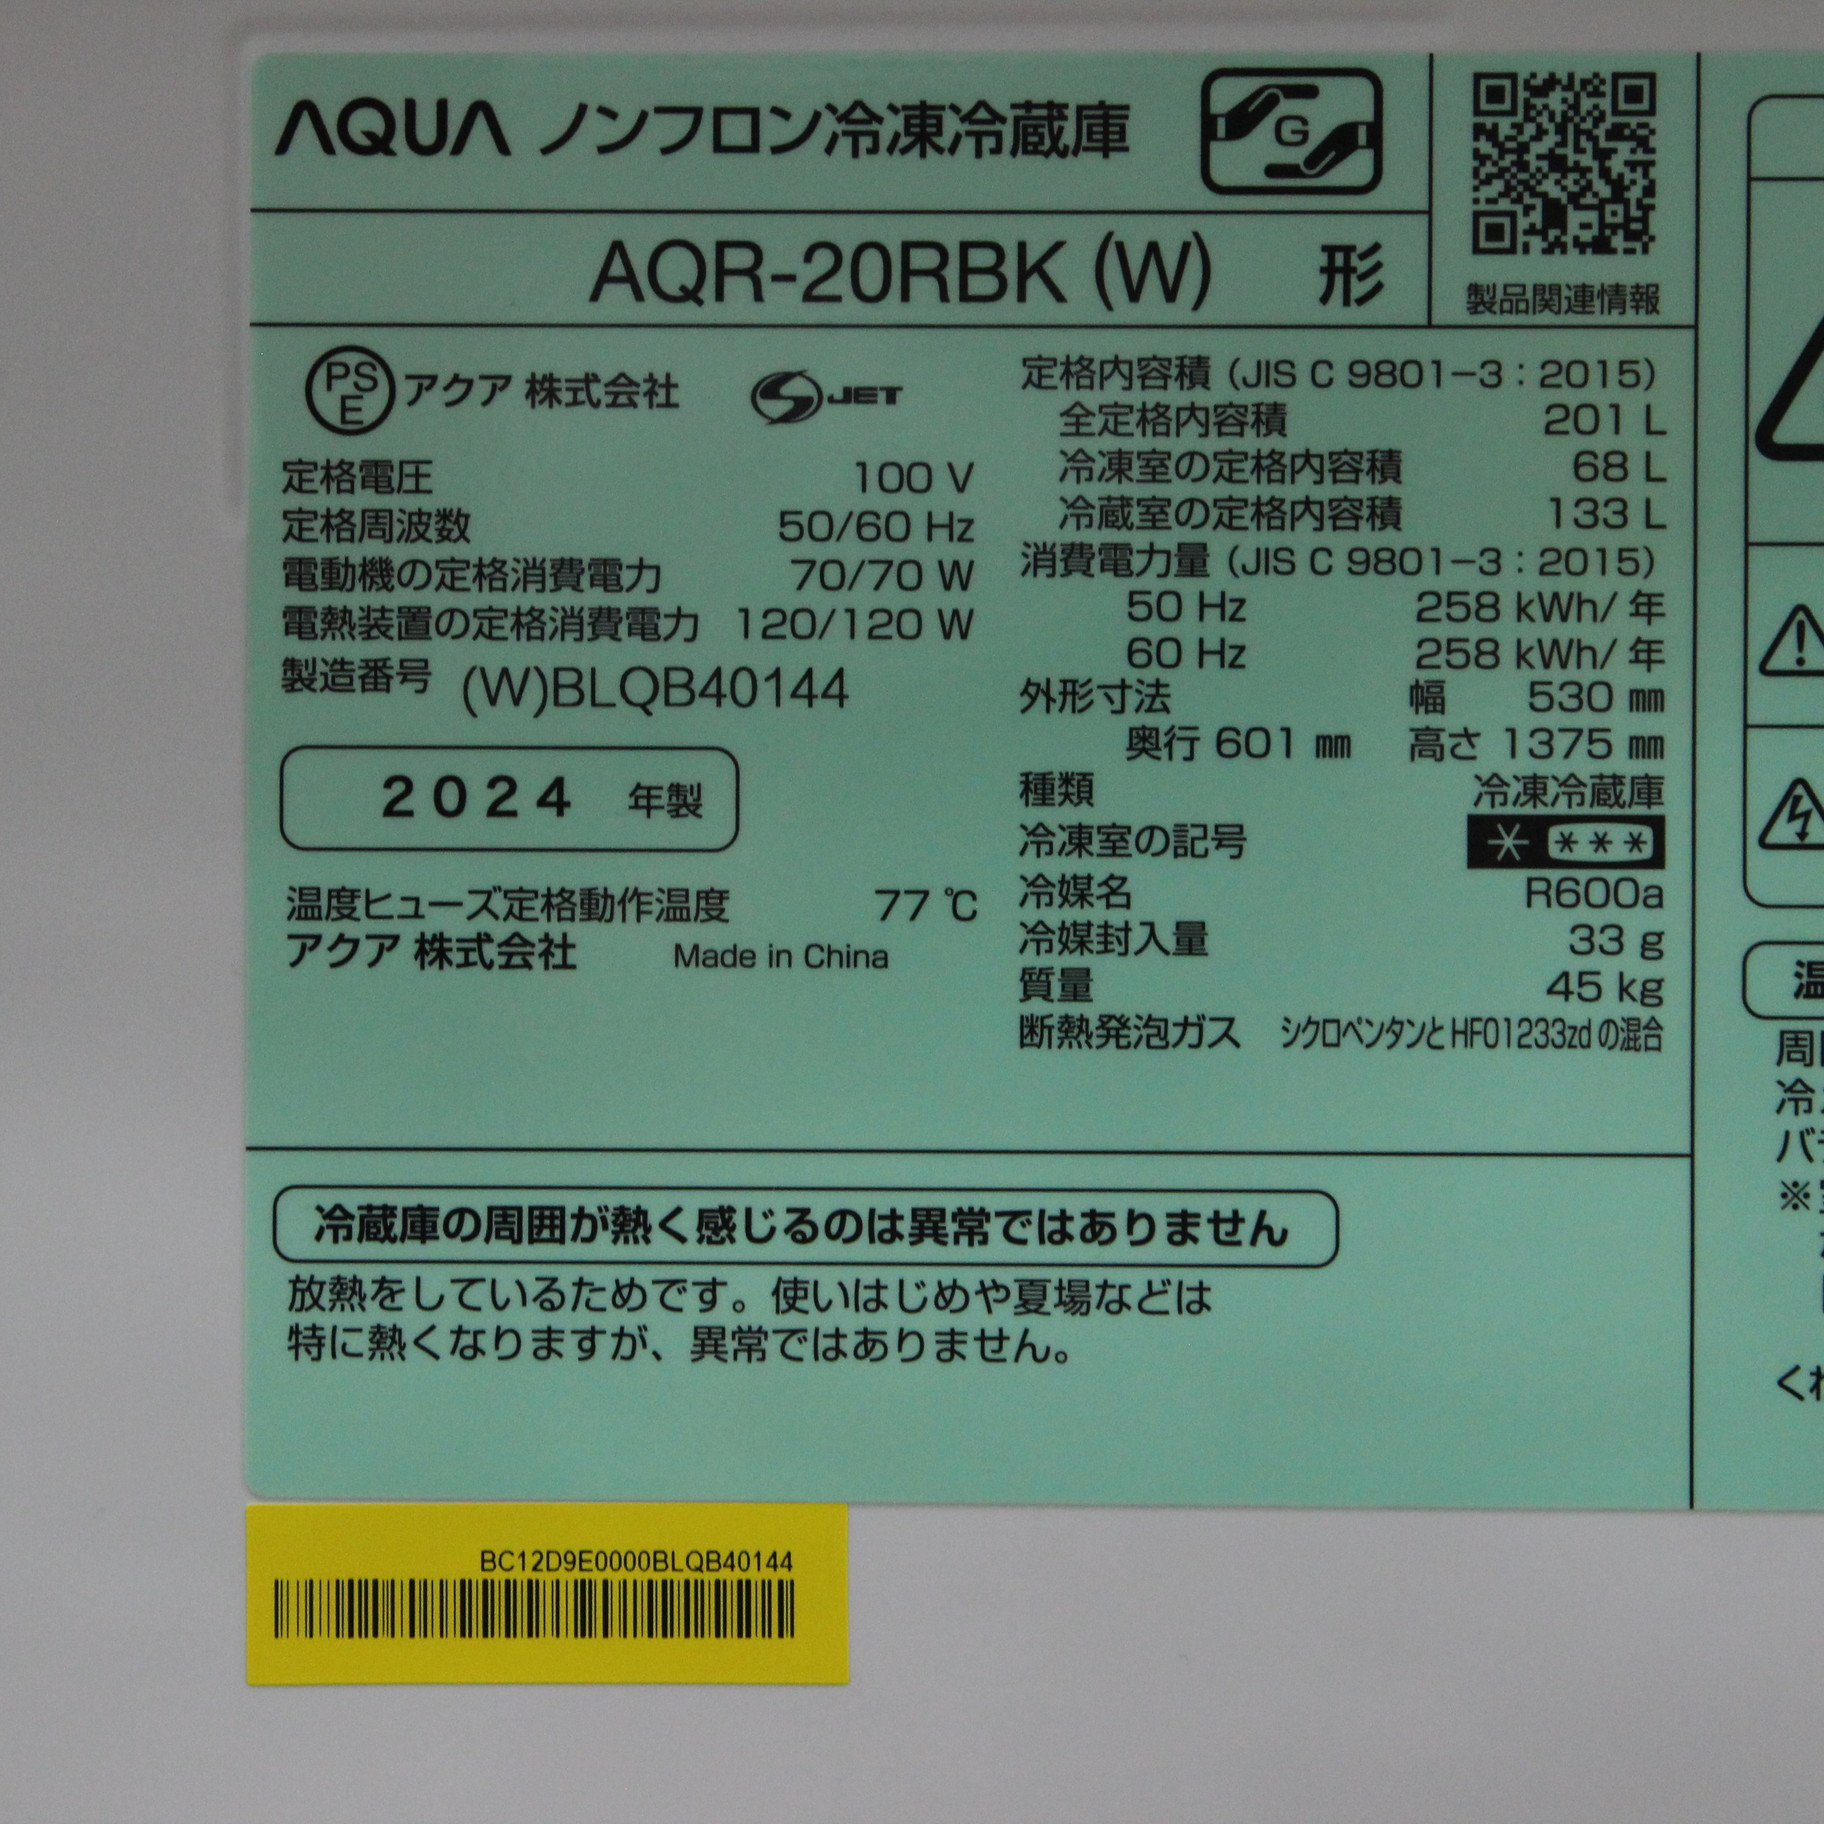 AQUA ノンフロン冷凍冷蔵庫
G
AQR-20RBK (W) 形
製品関連情報
PSE アクア 株式会社 S JET
定格電圧 100 V
定格周波数 50/60 Hz
電動機の定格消費電力 70/70 W
電熱装置の定格消費電力 120/120 W
製造番号 (W)BLQB40144
2024 年製
温度ヒューズ定格動作温度 77 ℃
アクア 株式会社 Made in China
定格内容積 (JIS C 9801-3 : 2015)
全定格内容積 201 L
冷凍室の定格内容積 68 L
冷蔵室の定格内容積 133 L
消費電力量 (JIS C 9801-3 : 2015)
50 Hz 258 kWh/ 年
60 Hz 258 kWh/ 年
外形寸法 幅 530 ㎜
奥行 601 ㎜ 高さ 1375 ㎜
種類 冷凍冷蔵庫
冷凍室の記号 * ***
冷媒名 R600a
冷媒封入量 33 g
質量 45 kg
断熱発泡ガス シクロペンタンとHFO1233zdの混合
冷蔵庫の周囲が熱く感じるのは異常ではありません
放熱をしているためです。使いはじめや夏場などは
特に熱くなりますが、異常ではありません。
BC12D9E0000BLQB40144
温
周
冷
バ
※
く